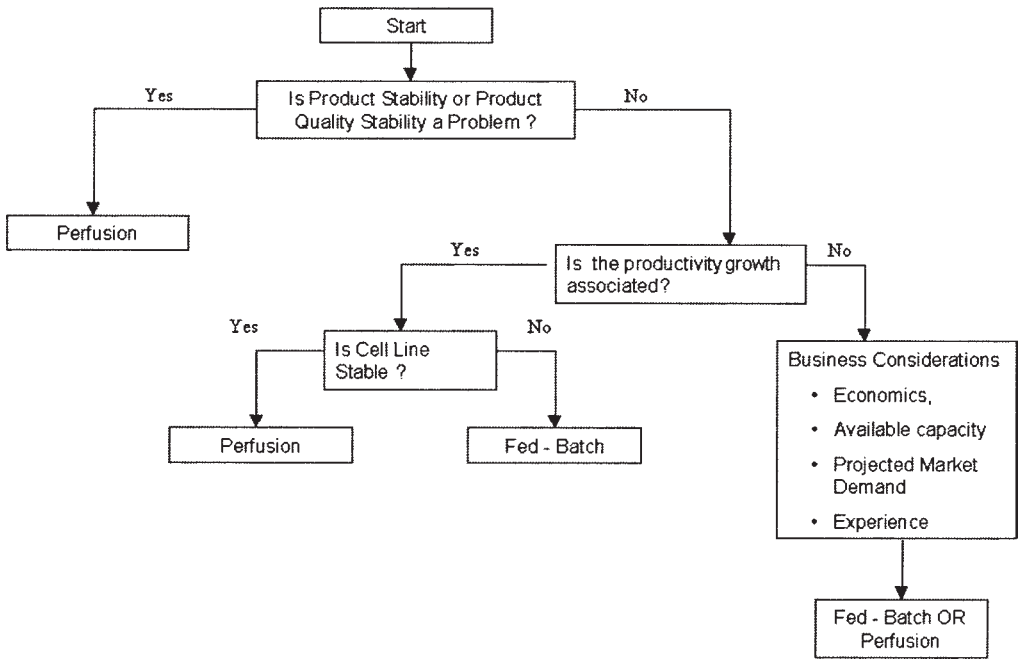 Start
Yes
Is Product Stability or Product
Quality Stability a Problem ?
No
Perfusion
Yes
Is the productivity growth
associated?
No
Yes
Is Cell Line
Stable ?
No
Business Considerations
• Economics,
• Available capacity
• Projected Market
Demand
• Experience
Perfusion
Fed - Batch
Fed - Batch OR
Perfusion